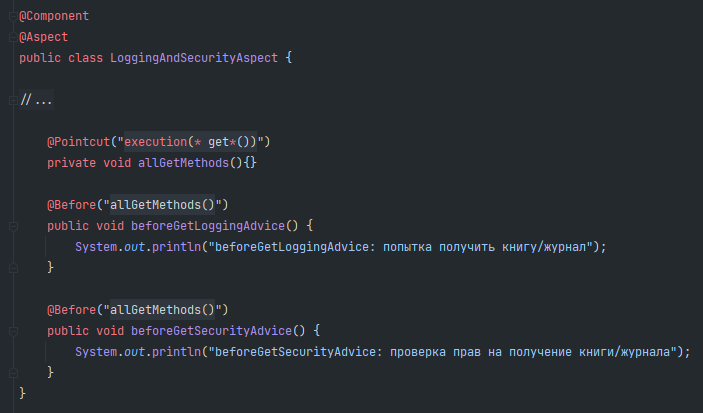 @Component
@Aspect
public class LoggingAndSecurityAspect {
//...
@Pointcut("execution(* get*())")
private void allGetMethods(){}
@Before("allGetMethods()")
public void beforeGetLoggingAdvice() {
System.out.println("beforeGetLoggingAdvice: попытка получить книгу/журнал");
}
@Before("allGetMethods()")
public void beforeGetSecurityAdvice() {
System.out.println("beforeGetSecurityAdvice: проверка прав на получение книги/журнала");
}
}